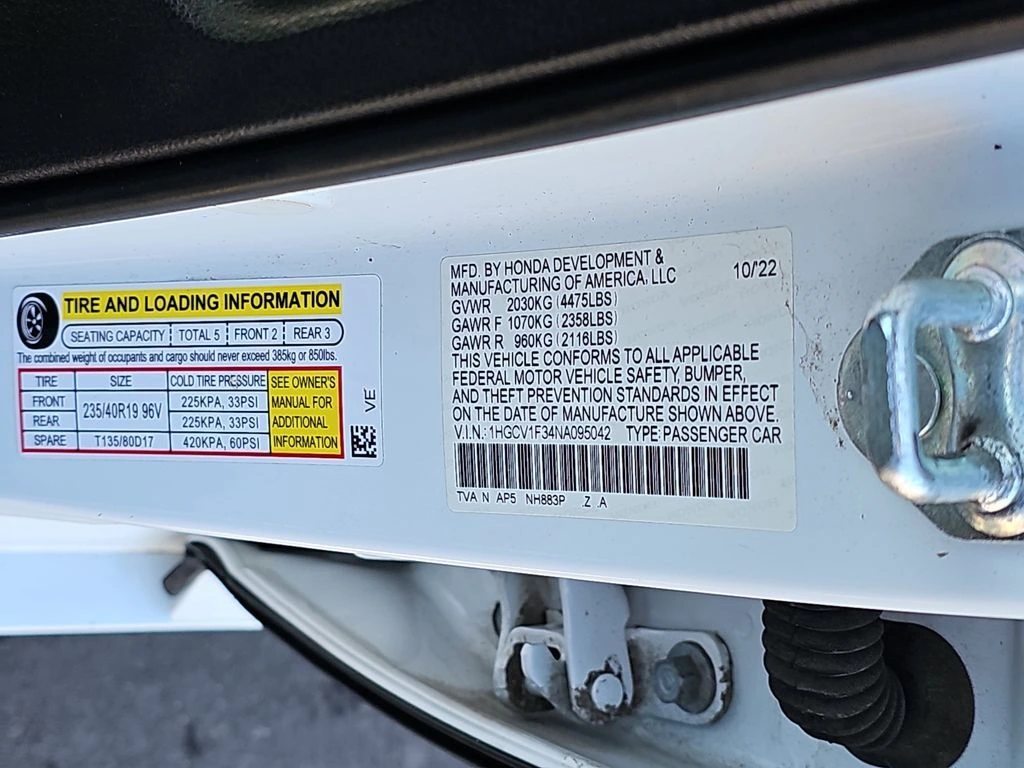 TIRE AND LOADING INFORMATION
SEATING CAPACITY TOTAL 5 FRONT 2 REAR 3
The combined weight of occupants and cargo should never exceed 385kg or 850lbs.
TIRE SIZE COLD TIRE PRESSURE SEE OWNER'S
FRONT 235/40R19 96V 225KPA, 33PSI MANUAL FOR
REAR 225KPA, 33PSI ADDITIONAL
SPARE T135/80D17 420KPA, 60PSI INFORMATION
VE
MFD. BY HONDA DEVELOPMENT &
MANUFACTURING OF AMERICA, LLC 10/'22
GVWR 2030KG (4475LBS)
GAWR F 1070KG (2358LBS)
GAWR R 960KG (2116LBS)
THIS VEHICLE CONFORMS TO ALL APPLICABLE
FEDERAL MOTOR VEHICLE SAFETY, BUMPER,
AND THEFT PREVENTION STANDARDS IN EFFECT
ON THE DATE OF MANUFACTURE SHOWN ABOVE.
V.I.N.: 1HGCV1F34NA095042 TYPE: PASSENGER CAR
TVA N AP5 NH883P .Z .A